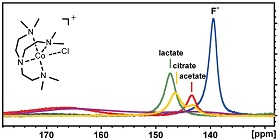 F⁻
lactate
citrate
acetate
N
N
N
N
Co
Cl
⁺
170
160
150
140
[ppm]